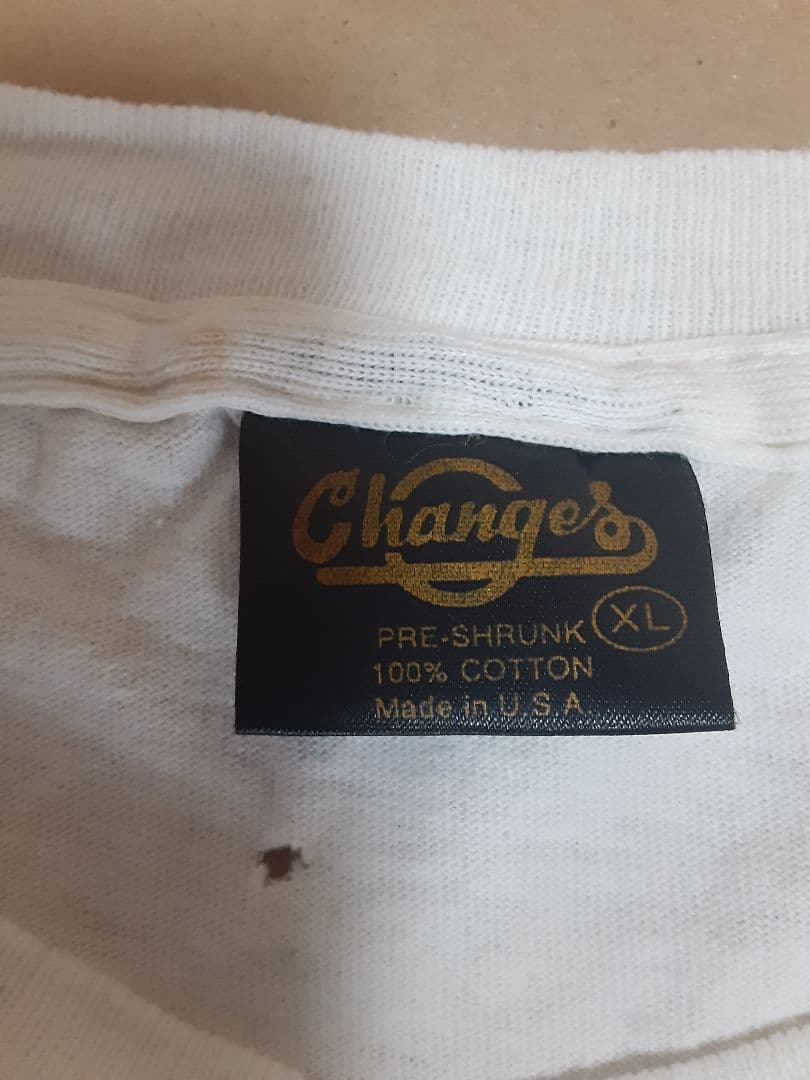 Changes
PRE-SHRUNK XL
100% COTTON
Made in U.S.A.